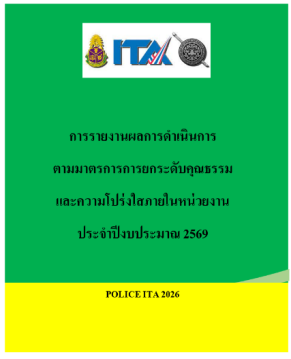 ITA
การรายงานผลการดำเนินการ
ตามมาตรการการยกระดับคุณธรรม
และความโปร่งใสภายในหน่วยงาน
ประจำปีงบประมาณ 2569
POLICE ITA 2026